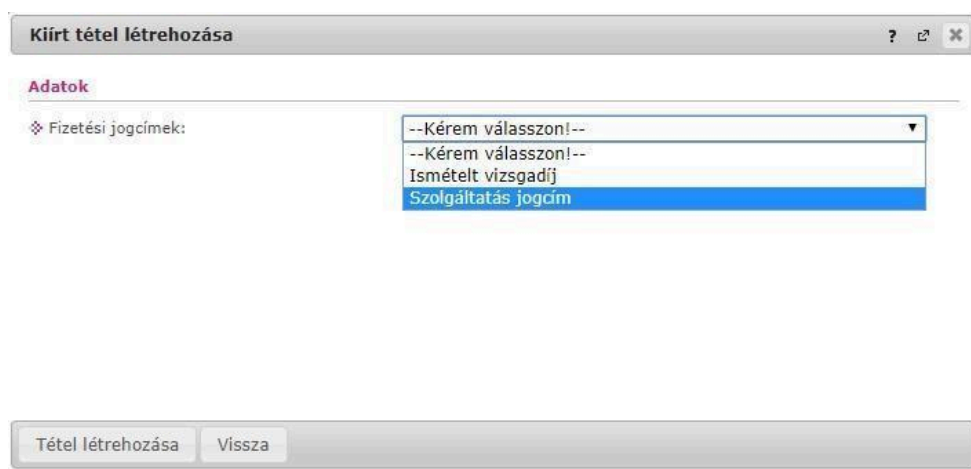 Kiírt tétel létrehozása ?
Adatok
Fizetési jogcímek: --Kérem válasszon!--
--Kérem válasszon!--
Ismételt vizsgadíj
Szolgáltatás jogcím
Tétel létrehozása Vissza